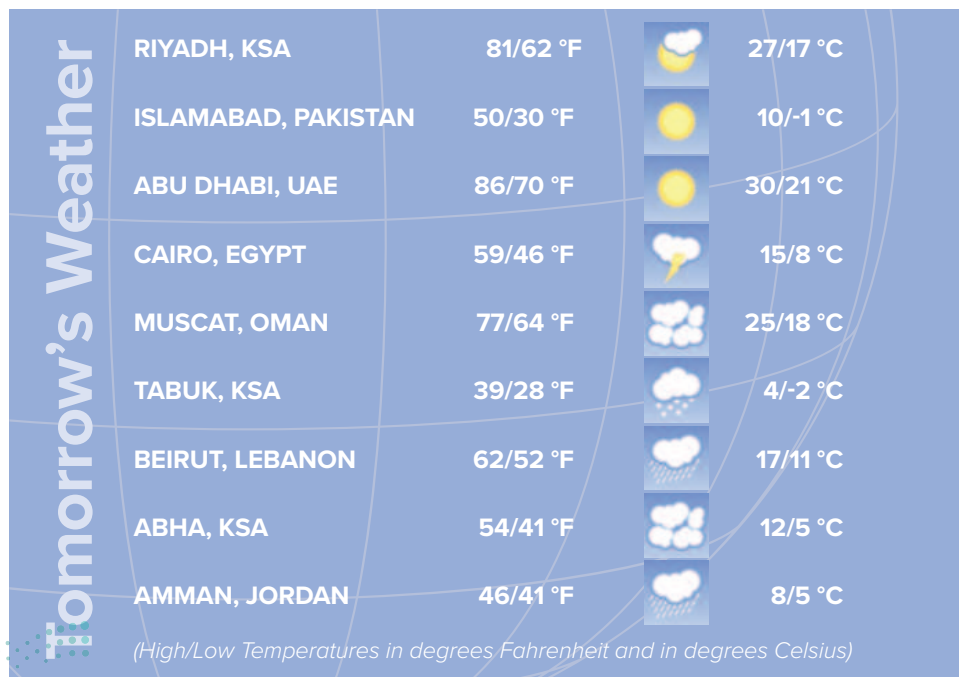 Tomorrow's Weather
RIYADH, KSA 81/62 °F 27/17 °C
ISLAMABAD, PAKISTAN 50/30 °F 10/-1 °C
ABU DHABI, UAE 86/70 °F 30/21 °C
CAIRO, EGYPT 59/46 °F 15/8 °C
MUSCAT, OMAN 77/64 °F 25/18 °C
TABUK, KSA 39/28 °F 4/-2 °C
BEIRUT, LEBANON 62/52 °F 17/11 °C
ABHA, KSA 54/41 °F 12/5 °C
AMMAN, JORDAN 46/41 °F 8/5 °C
(High/Low Temperatures in degrees Fahrenheit and in degrees Celsius)